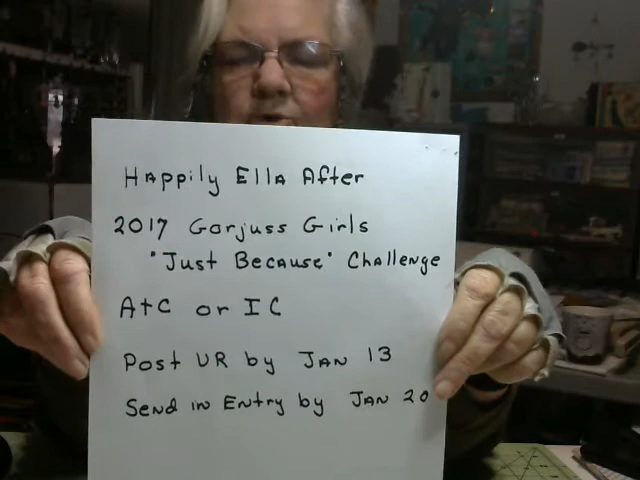 Happily Ella After
2017 Gorjuss Girls
"Just Because" Challenge
AtC or IC
Post VR by JAN 13
Send in Entry by JAN 20